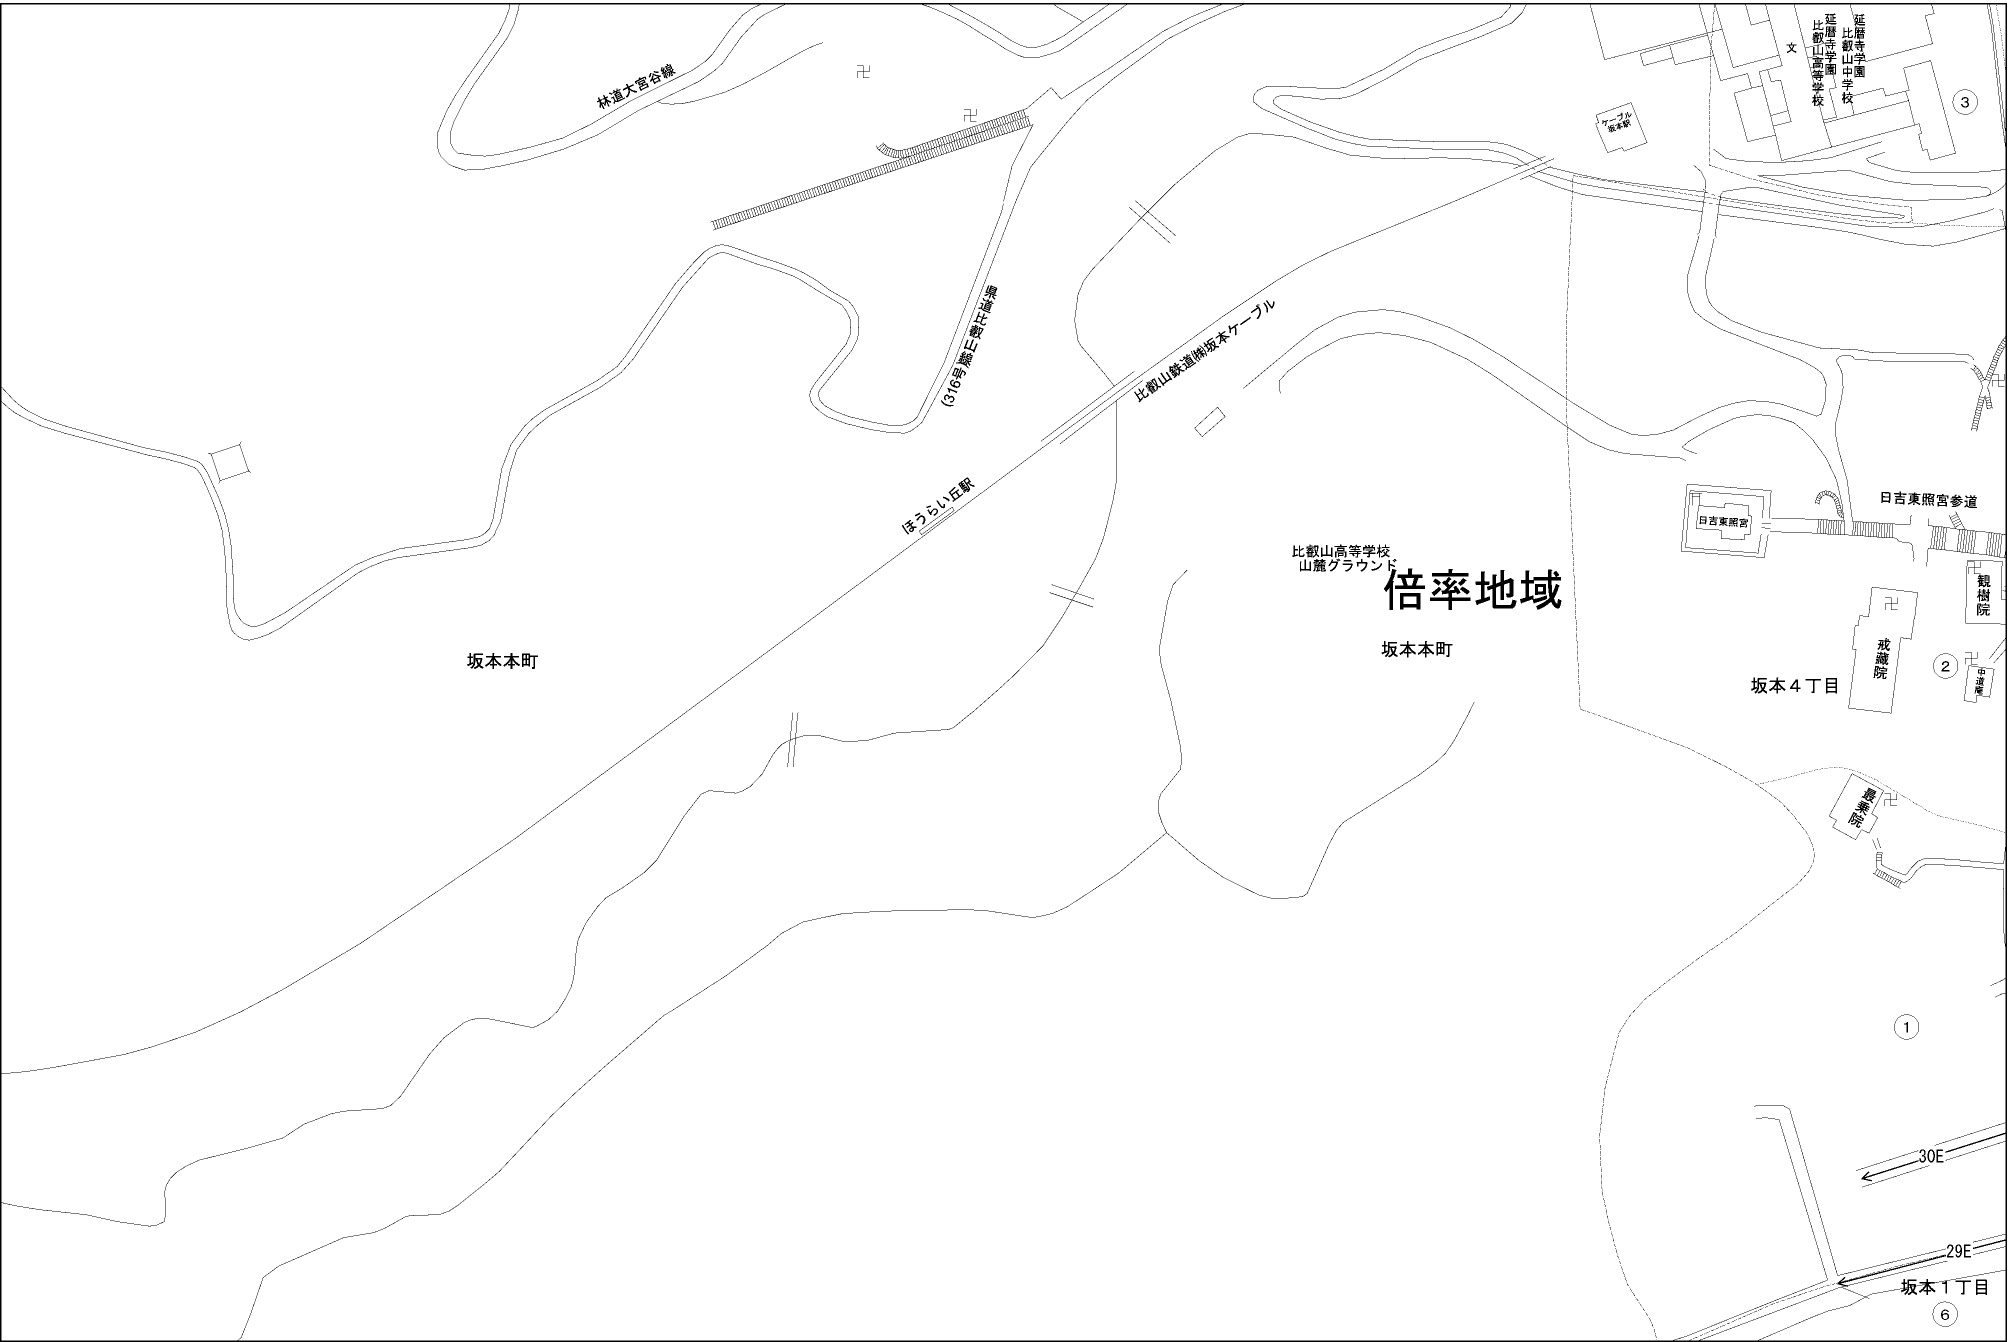 林道大宮谷線
文
延暦寺学園
比叡山高等学校
延暦寺学園
比叡山中学校
3
ケーブル
坂本駅
県道比叡山線
(316号
比叡山鉄道㈱坂本ケーブル
ほうらい丘駅
日吉東照宮参道
日吉東照宮
比叡山高等学校
山麓グラウンド
倍率地域
観樹院
戒蔵院
坂本本町
坂本本町
坂本４丁目
2
中道庵
最乗院
1
30E
29E
坂本１丁目
6